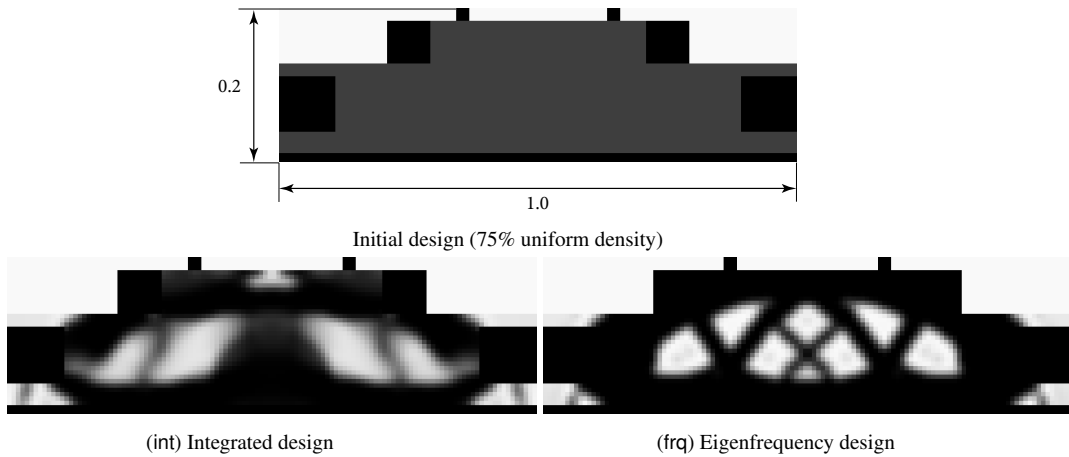 0.2
1.0
Initial design (75% uniform density)
(int) Integrated design
(frq) Eigenfrequency design